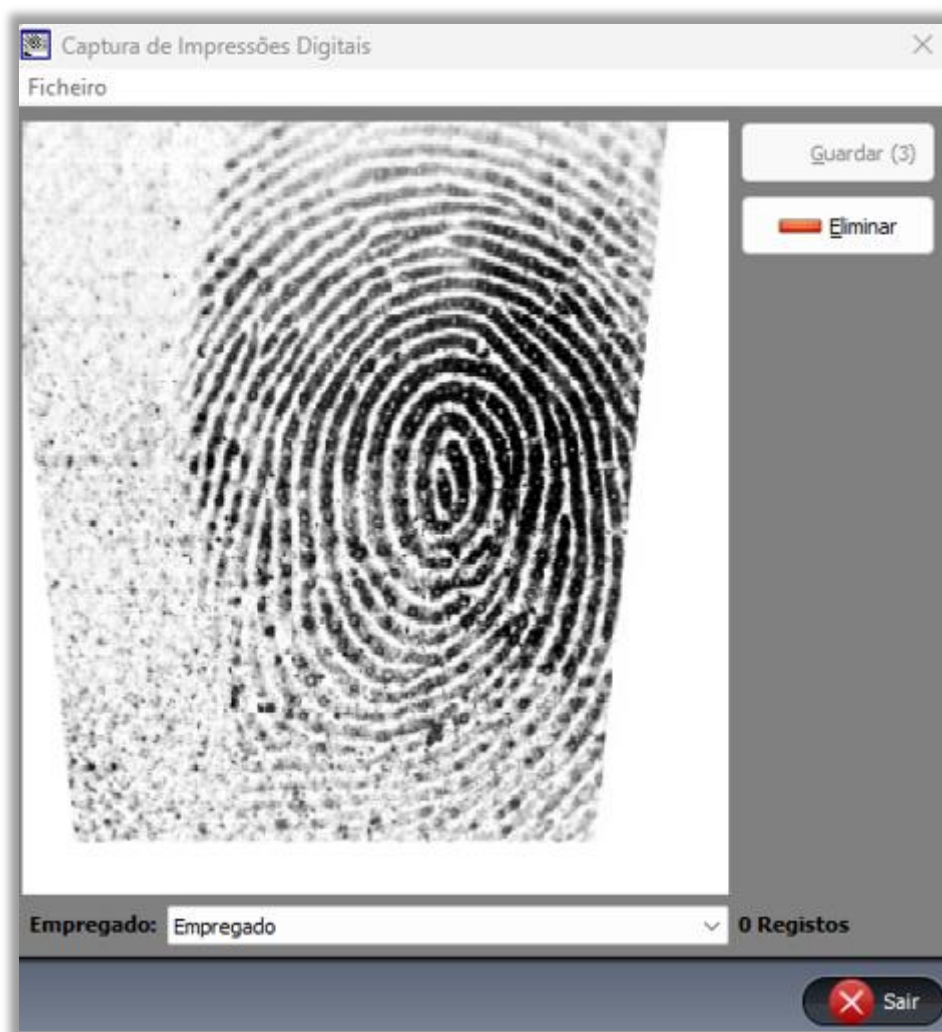 Captura de Impressões Digitais
Ficheiro
Guardar (3)
Eliminar
Empregado: Empregado 0 Registos
Sair